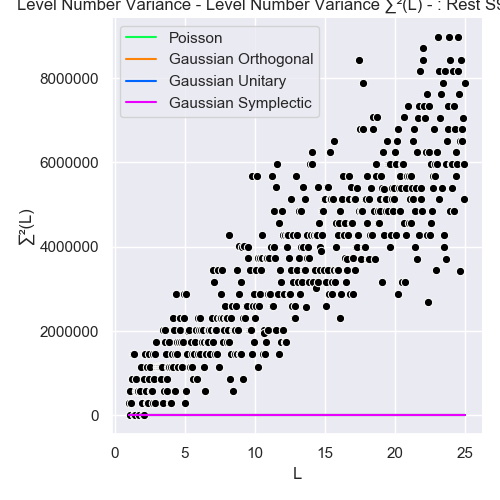 Level Number Variance - Level Number Variance ∑²(L) - : Rest S9
Poisson
Gaussian Orthogonal
Gaussian Unitary
Gaussian Symplectic
8000000
6000000
4000000
2000000
0
∑²(L)
0 5 10 15 20 25
L